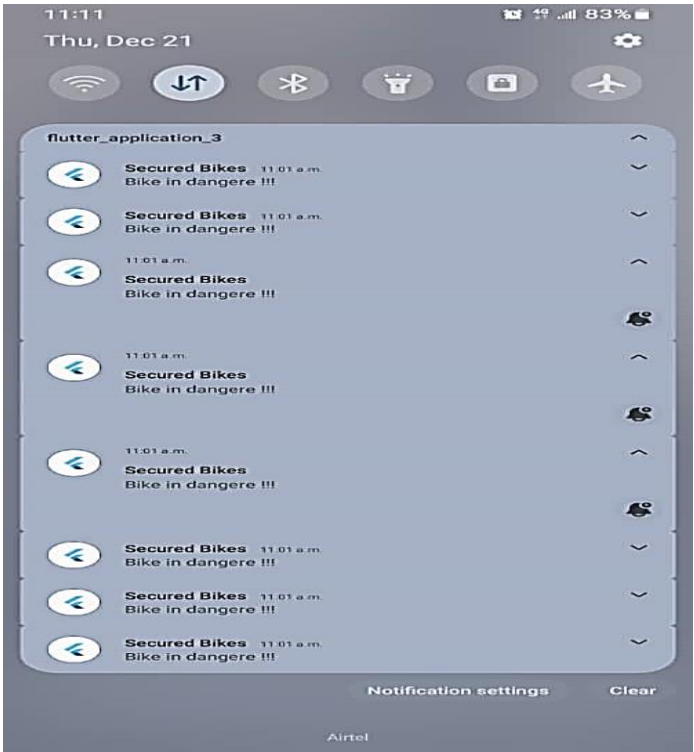 11:11
4G 83%
Thu, Dec 21
flutter_application_3
Secured Bikes 11:01 a.m.
Bike in dangere !!!
Secured Bikes 11:01 a.m.
Bike in dangere !!!
11:01 a.m.
Secured Bikes
Bike in dangere !!!
11:01 a.m.
Secured Bikes
Bike in dangere !!!
11:01 a.m.
Secured Bikes
Bike in dangere !!!
Secured Bikes 11:01 a.m.
Bike in dangere !!!
Secured Bikes 11:01 a.m.
Bike in dangere !!!
Secured Bikes 11:01 a.m.
Bike in dangere !!!
Notification settings Clear
Airtel